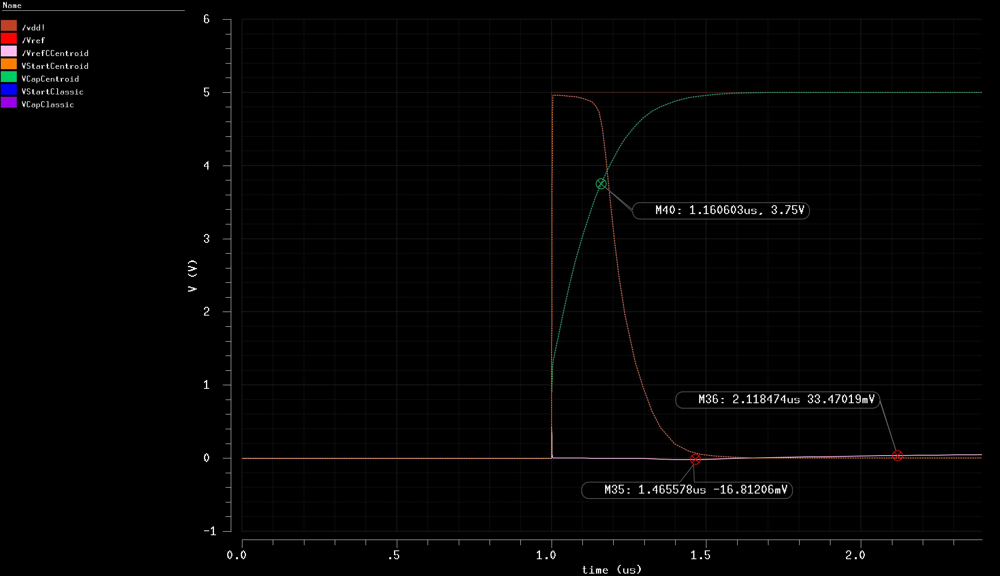 Name
/vdd!
/Vref
/VrefCCentroid
VStartCentroid
VCapCentroid
VStartClassic
VCapClassic
V (V)
6
5
4
3
2
1
0
-1
M40: 1.160603us, 3.75V
M36: 2.118474us 33.47019mV
M35: 1.465578us -16.81206mV
0.0 .5 1.0 1.5 2.0
time (us)